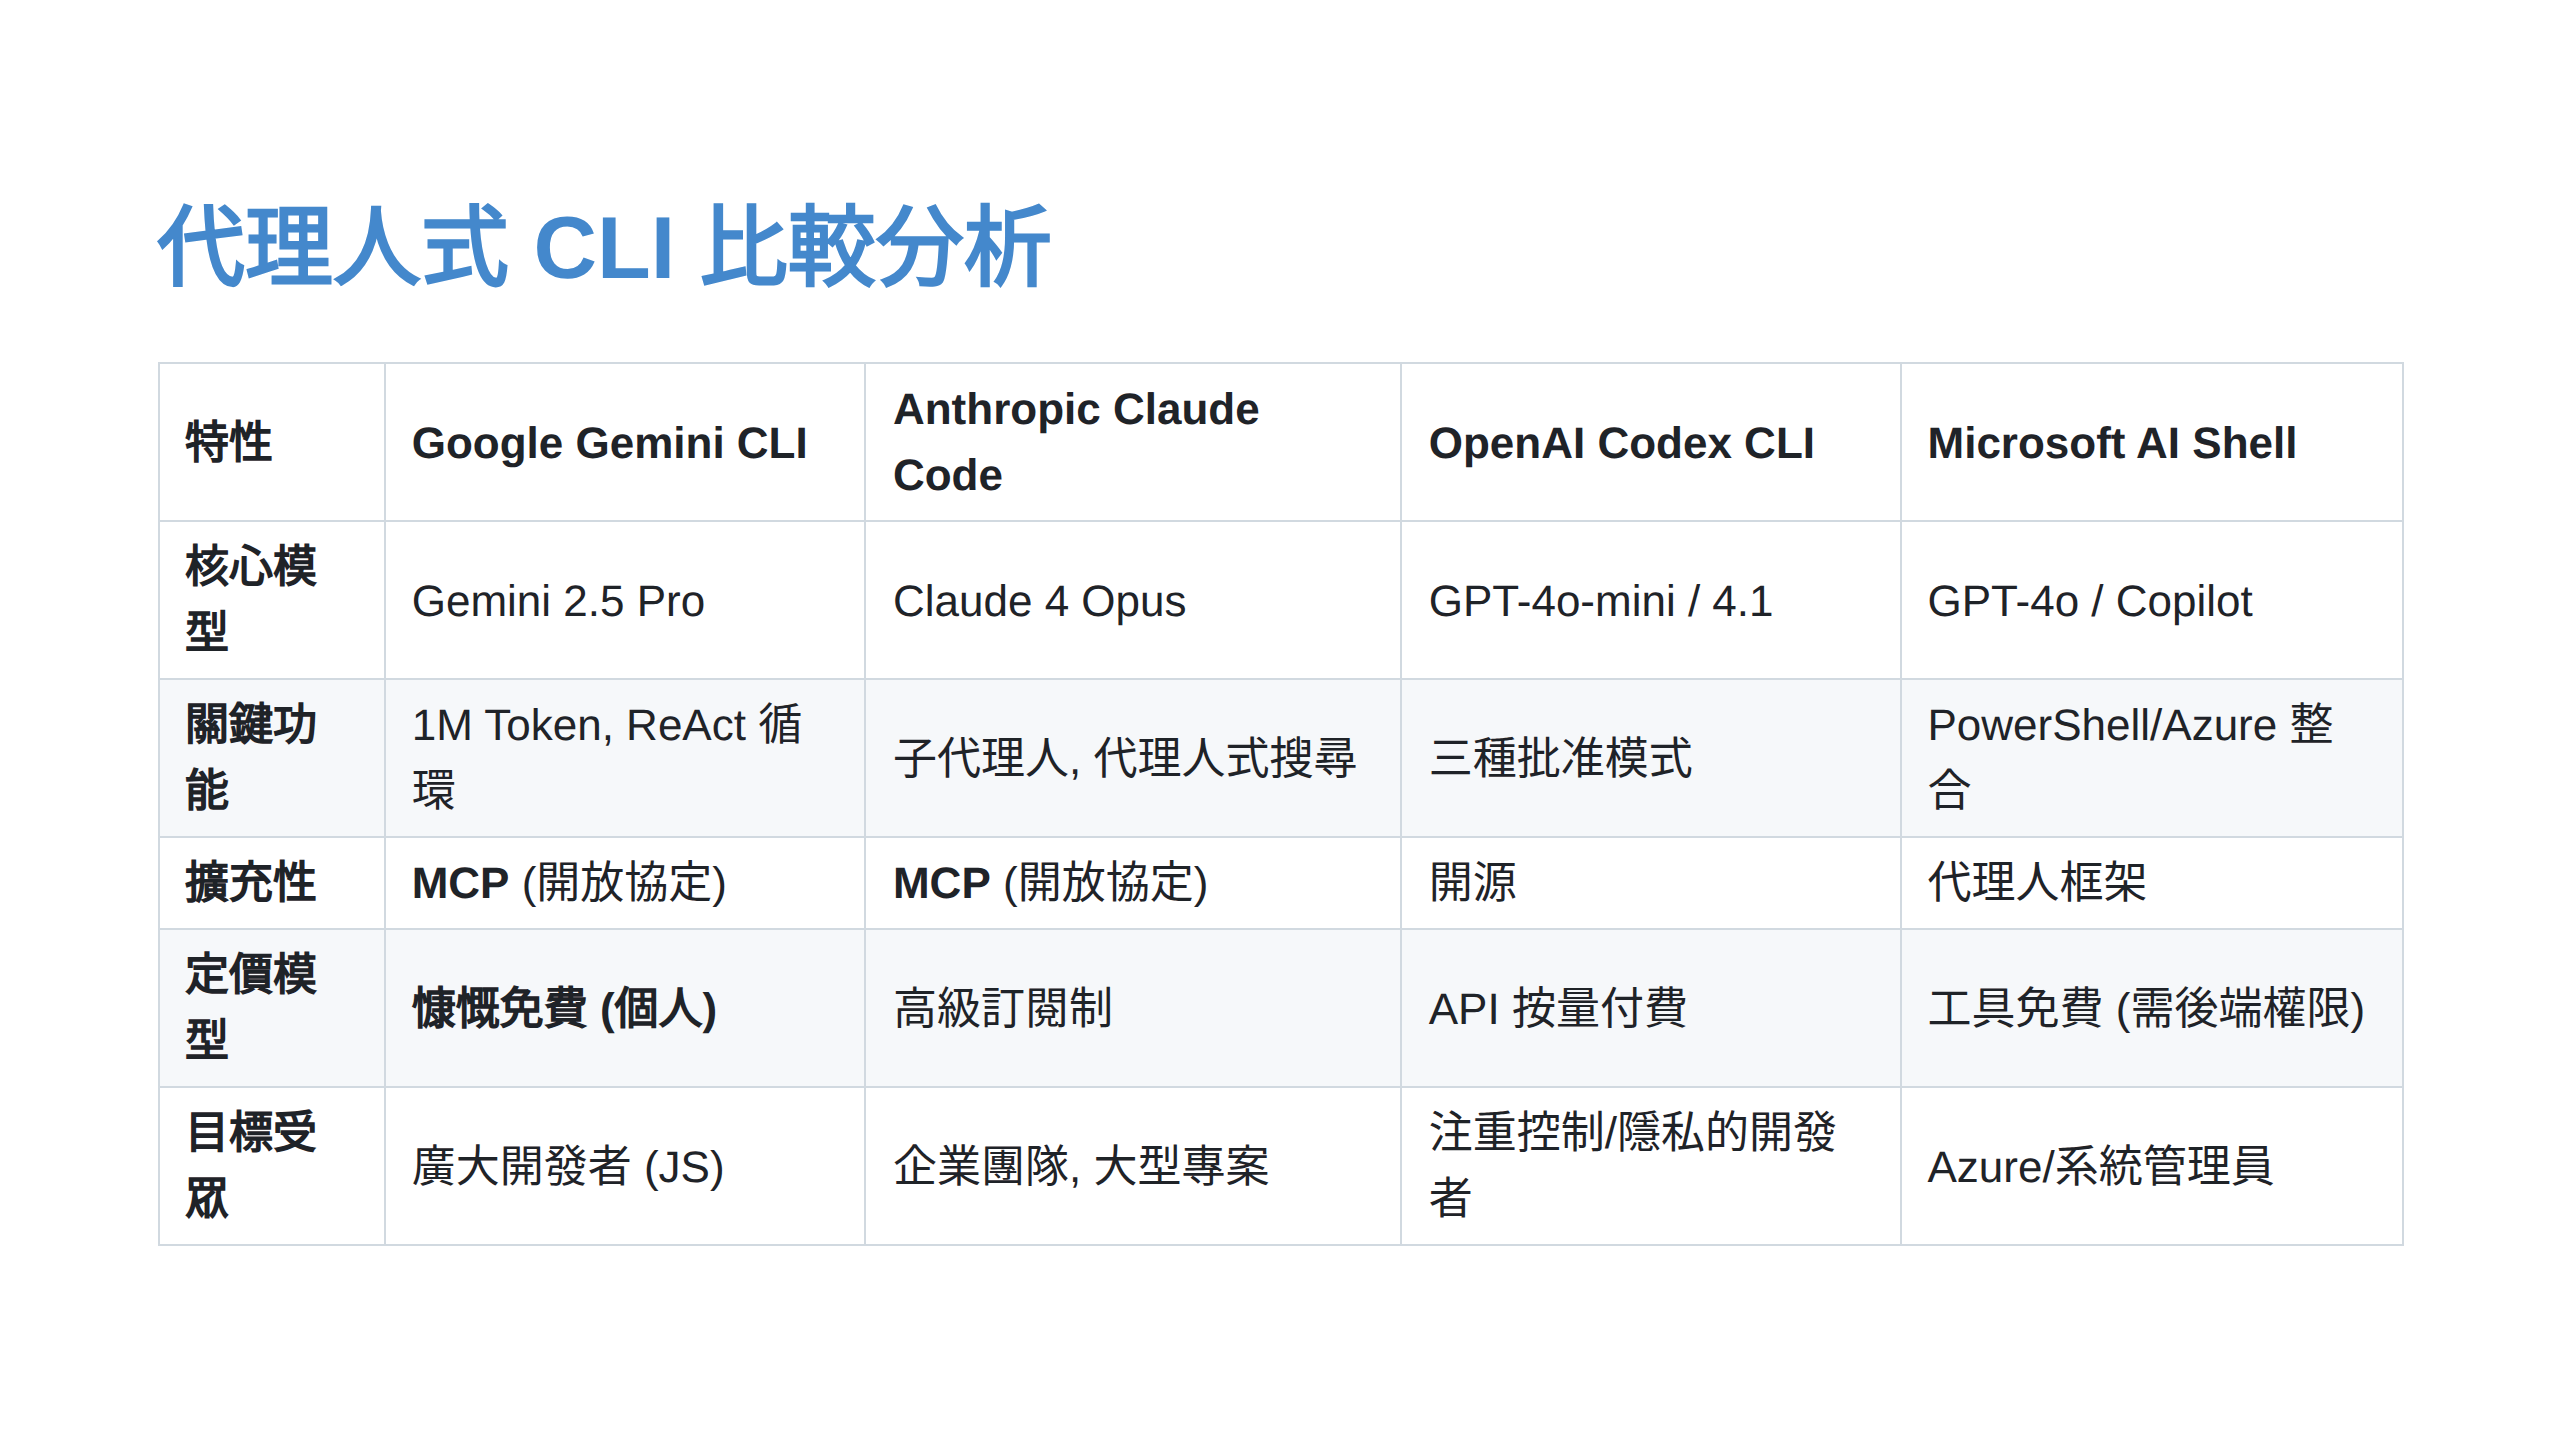 代理人式 CLI 比較分析
特性
Google Gemini CLI
Anthropic Claude
Code
OpenAI Codex CLI
Microsoft AI Shell
核心模
型
Gemini 2.5 Pro
Claude 4 Opus
GPT-4o-mini / 4.1
GPT-4o / Copilot
關鍵功
能
1M Token, ReAct 循
環
子代理人, 代理人式搜尋
三種批准模式
PowerShell/Azure 整
合
擴充性
MCP (開放協定)
MCP (開放協定)
開源
代理人框架
定價模
型
慷慨免費 (個人)
高級訂閱制
API 按量付費
工具免費 (需後端權限)
目標受
眾
廣大開發者 (JS)
企業團隊, 大型專案
注重控制/隱私的開發
者
Azure/系統管理員